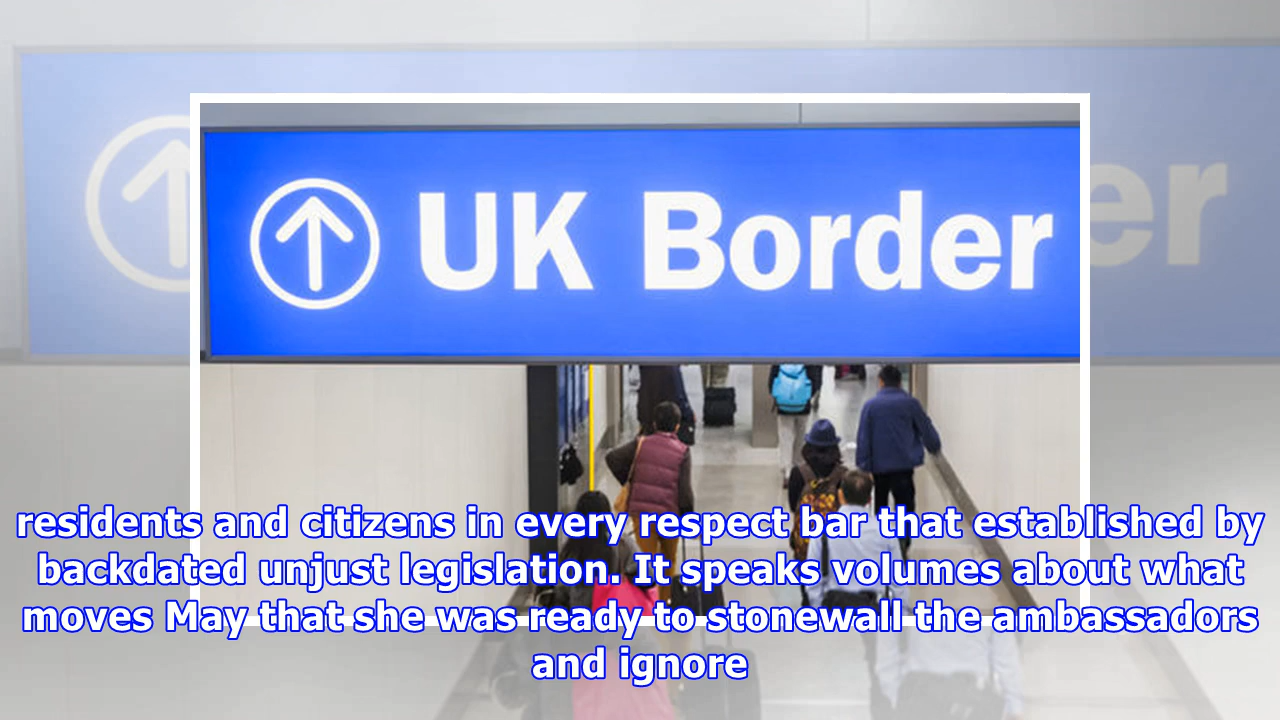 UK Border
er
residents and citizens in every respect bar that established by
backdated unjust legislation. It speaks volumes about what
moves May that she was ready to stonewall the ambassadors
and ignore